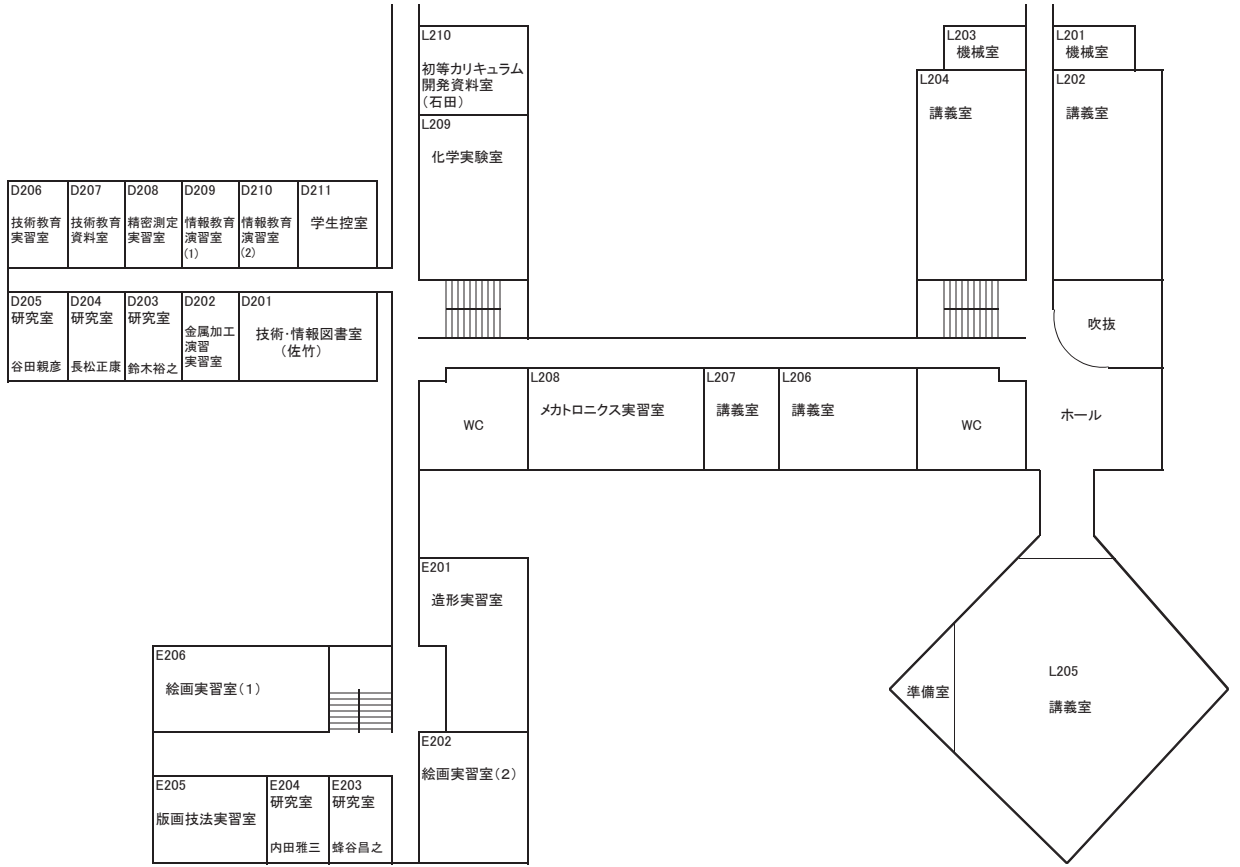 L210
初等カリキュラム
開発資料室
(石田)
L209
化学実験室
L203
機械室
L201
機械室
L204
講義室
L202
講義室
D206
技術教育
実習室
D207
技術教育
資料室
D208
精密測定
実習室
D209
情報教育
演習室
(1)
D210
情報教育
演習室
(2)
D211
学生控室
D205
研究室
谷田親彦
D204
研究室
長松正康
D203
研究室
鈴木裕之
D202
金属加工
演習
実習室
D201
技術・情報図書室
(佐竹)
吹抜
WC
L208
メカトロニクス実習室
L207
講義室
L206
講義室
WC
ホール
E201
造形実習室
E206
絵画実習室(1)
E202
絵画実習室(2)
E205
版画技法実習室
E204
研究室
内田雅三
E203
研究室
蜂谷昌之
準備室
L205
講義室